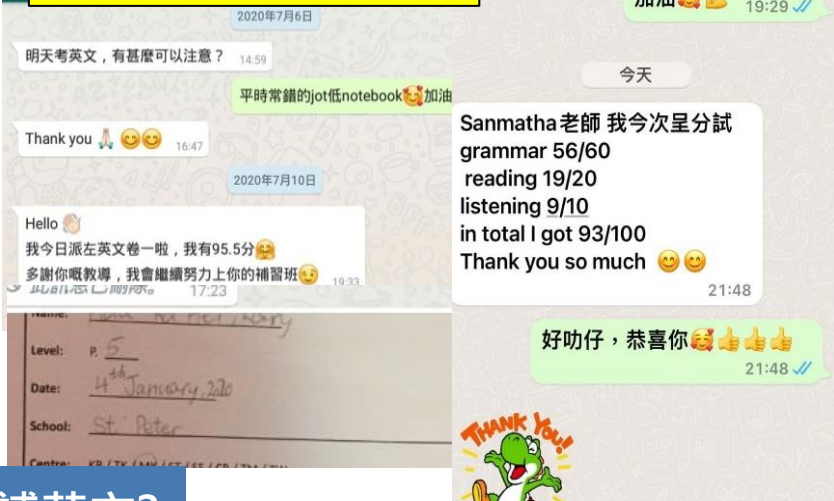 2020年7月6日
明天考英文，有甚麼可以注意？ 14:59
平時常錯的jot低notebook🥰加油
Thank you 🙏🏻 😊😊 16:47
2020年7月10日
Hello 👋🏻
我今日派左英文卷一啦，我有95.5分🤗
多謝你嘅教導，我會繼續努力上你的補習班😉 19:33
此訊息已刪除。 17:23
Name:
Level: P. 5
Date: 4th January, 2020
School: St. Peter
Centre:
加油🥰💪 19:29
今天
Sanmatha老師 我今次呈分試
grammar 56/60
reading 19/20
listening 9/10
in total I got 93/100
Thank you so much 😊😊
21:48
好叻仔，恭喜你🥰👍👍👍
21:48
THANK YOU!